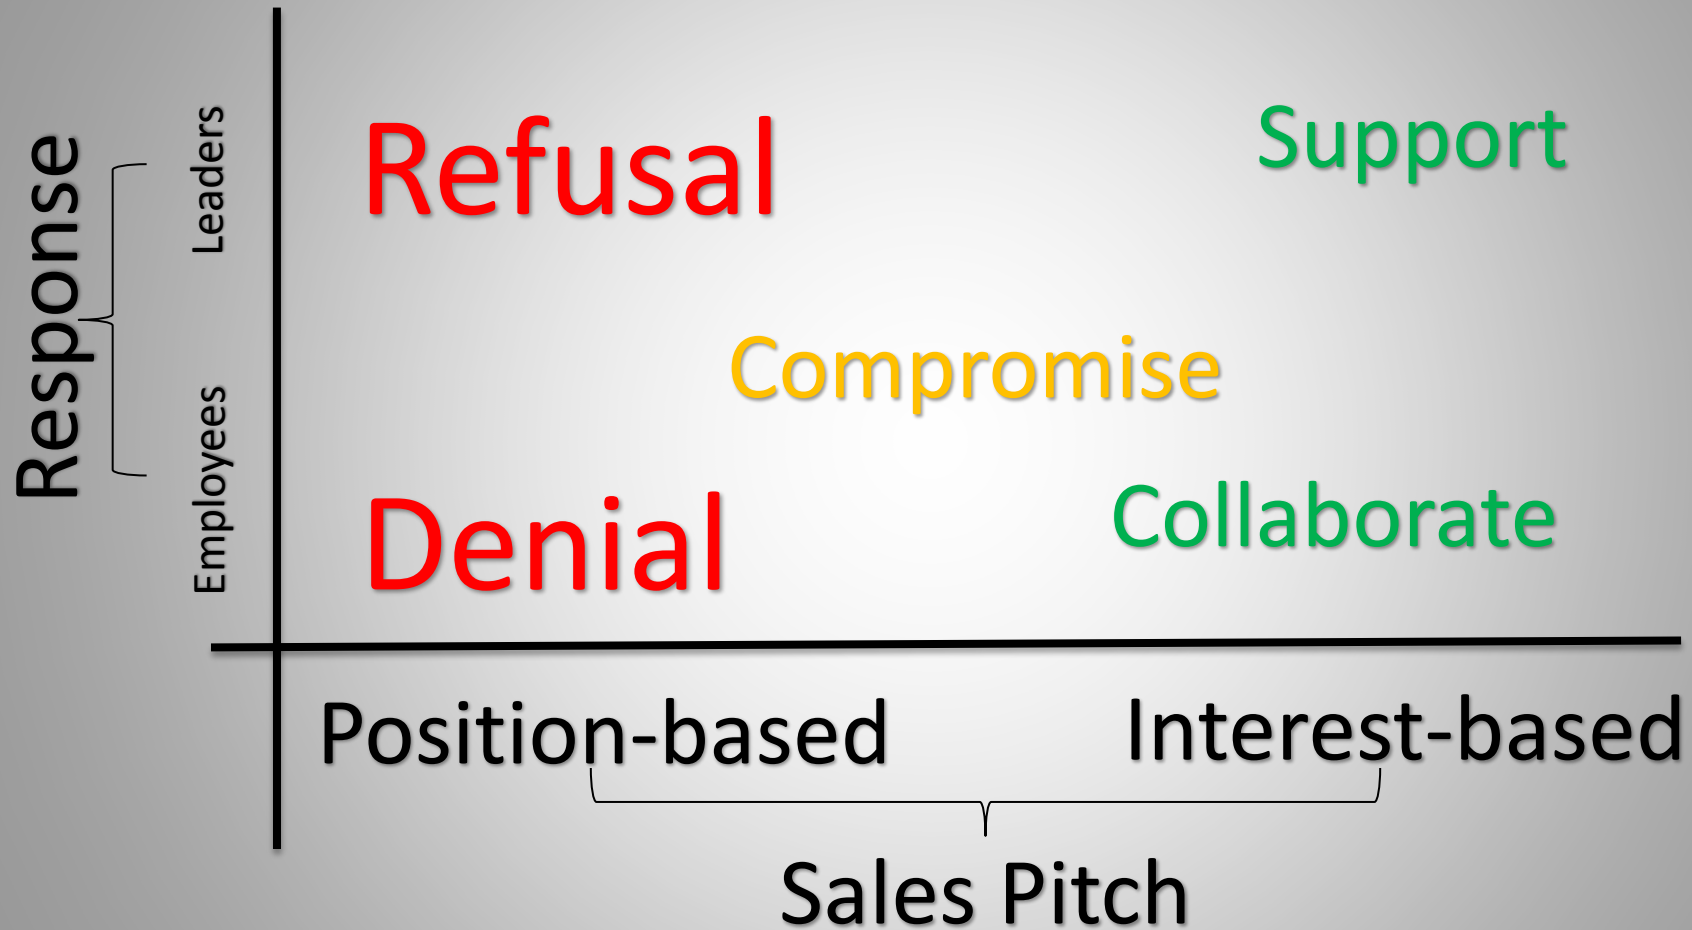 Response
Leaders
Employees
Refusal
Support
Compromise
Denial
Collaborate
Position-based
Interest-based
Sales Pitch